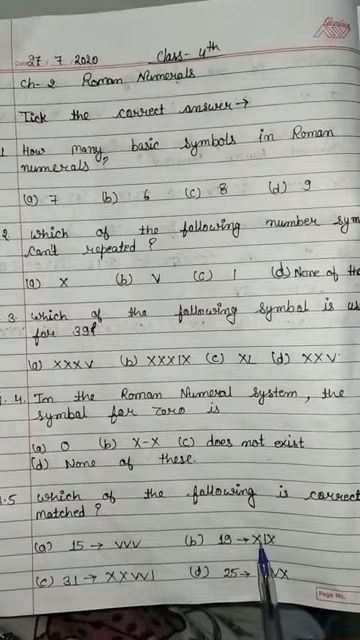 Date 27/7/2020 Class- 4th
Ch-2 Roman Numerals
Tick the correct answer→
1 How many basic symbols in Roman
numerals?
(a) 7 (b) 6 (c) 8 (d) 9
2 which of the following number sym
can't repeated ?
(a) X (b) V (c) I (d) None of the
3. which of the following symbol is us
for 39?
(a) XXXV (b) XXXIX (c) XL (d) XXV
4. In the Roman Numeral system, the
symbol for zero is
(a) O (b) X-X (c) does not exist
(d) None of these.
.5 which of the following is correct
matched ?
(a) 15 → VVV (b) 19 → XIX
(c) 31 → XXVVI (d) 25 → VX
Page No.